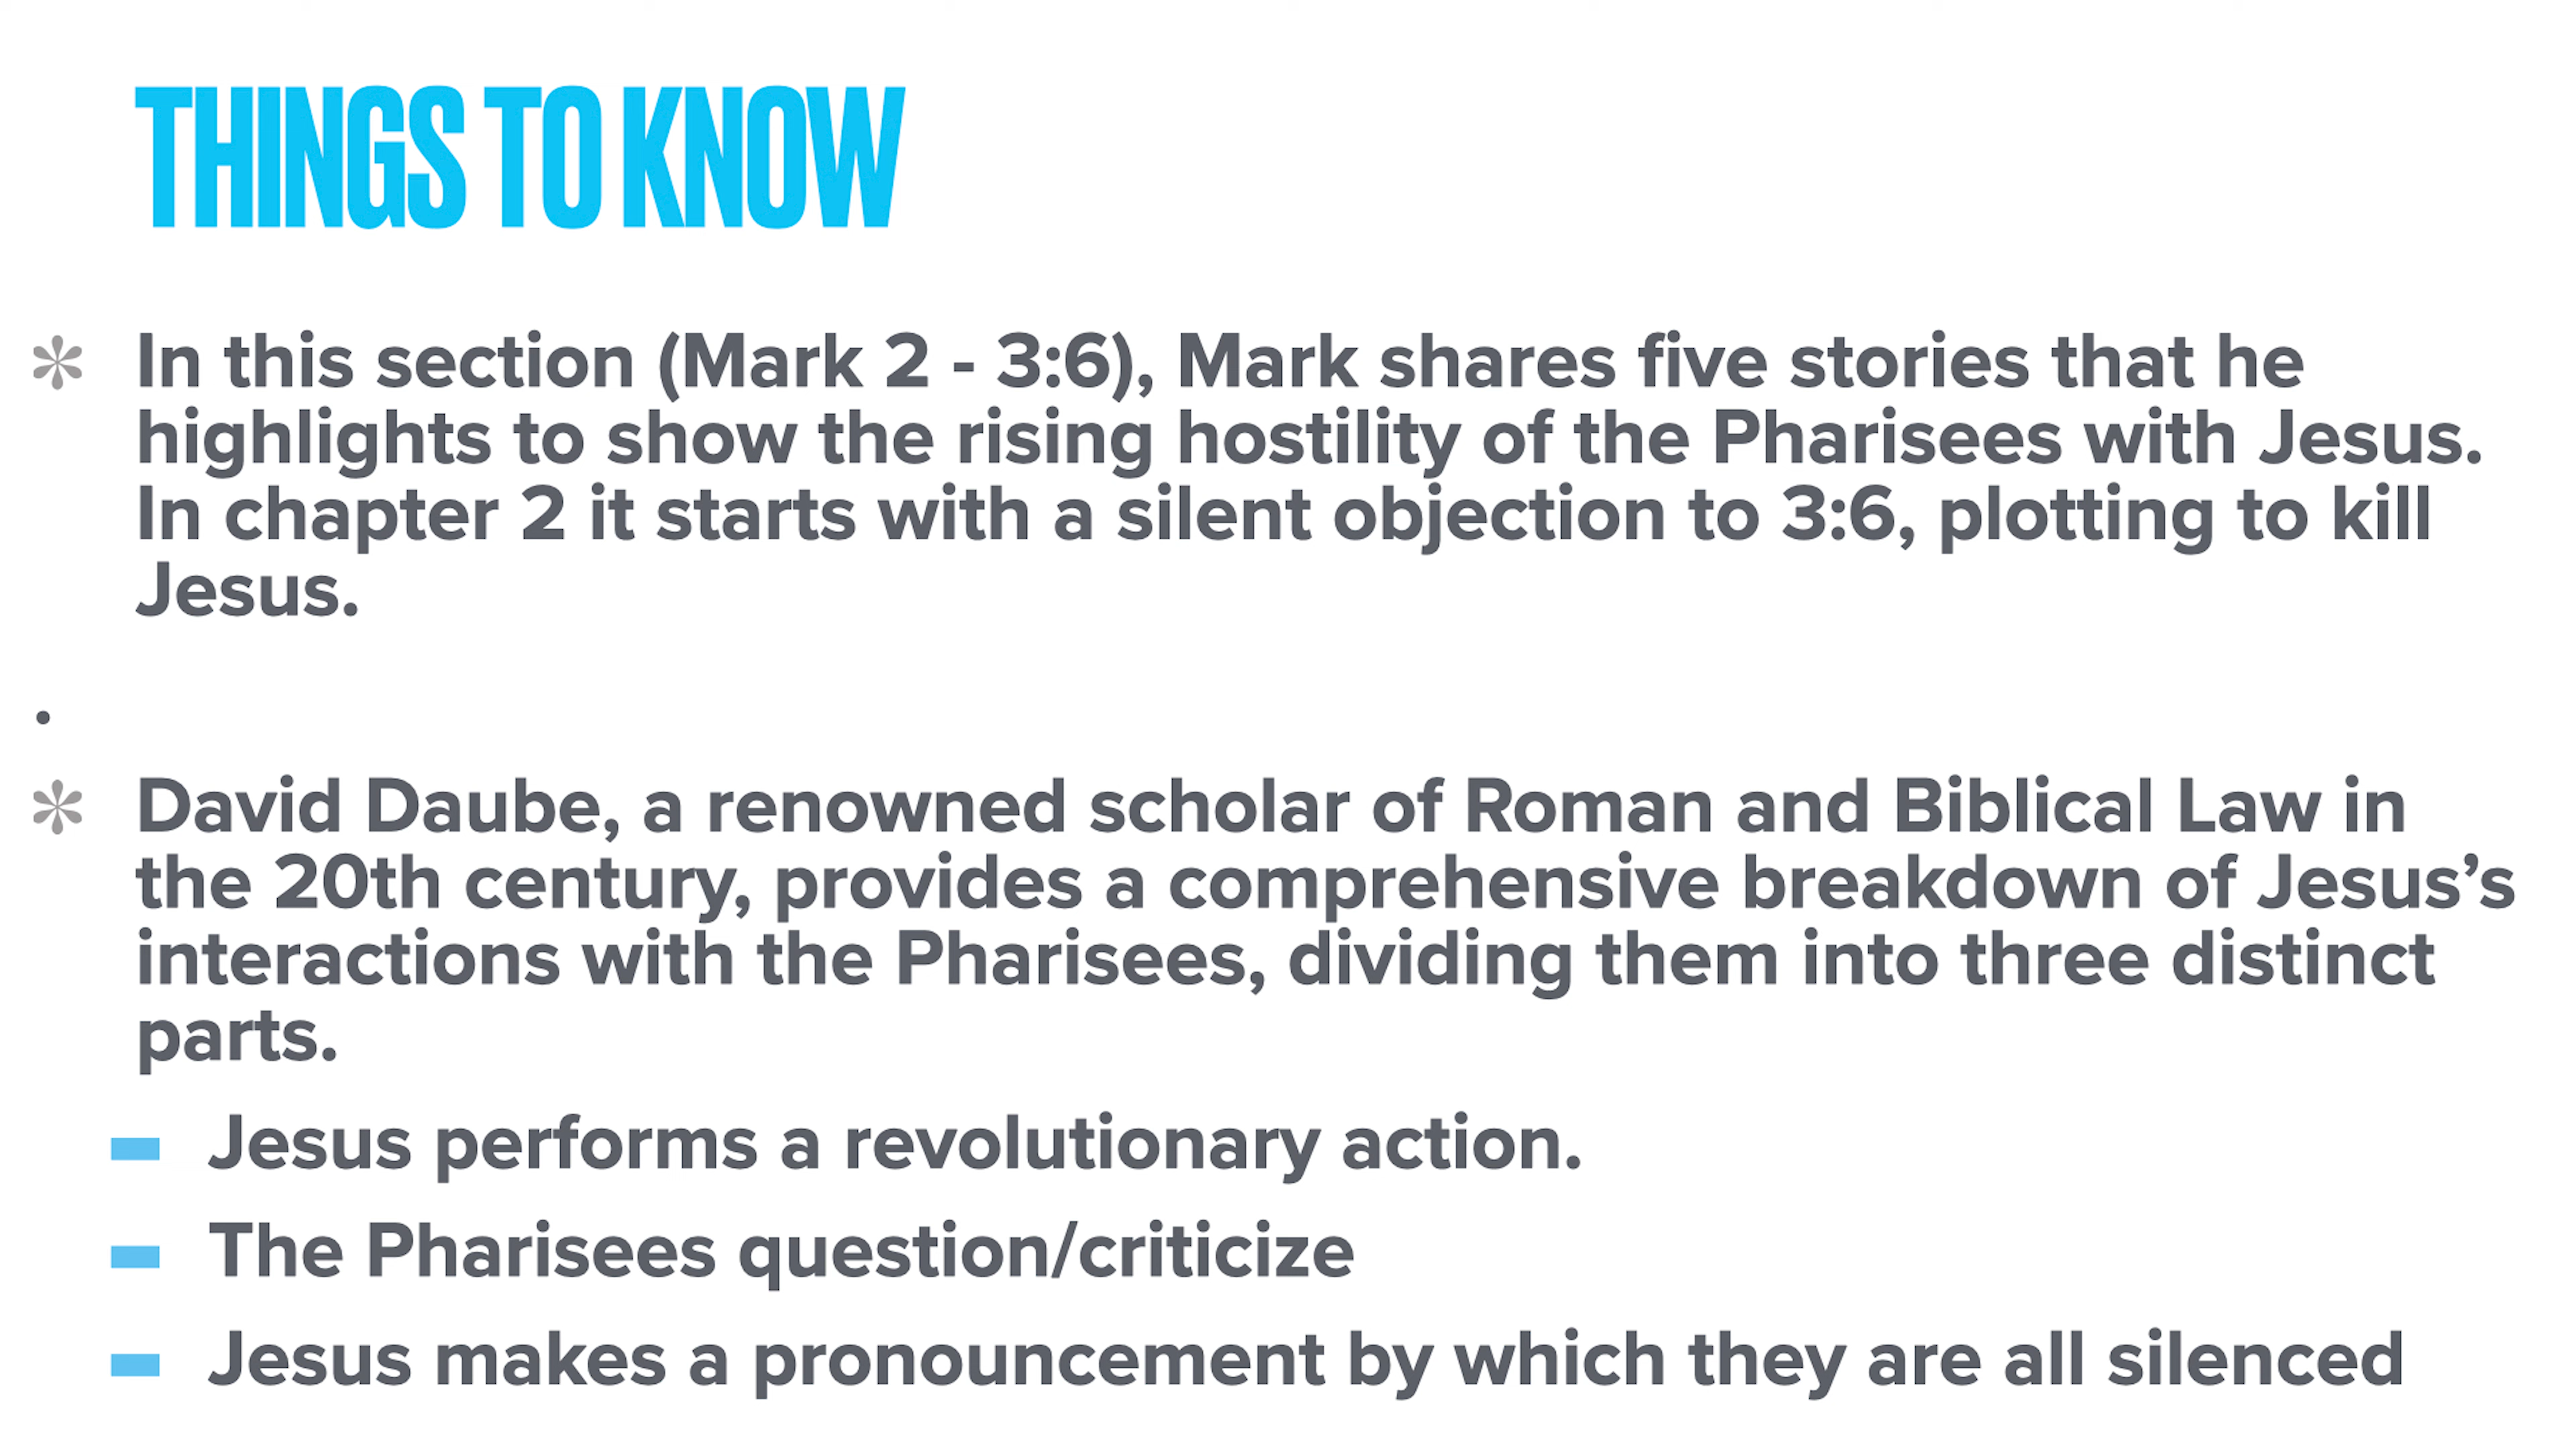 THINGS TO KNOW
* In this section (Mark 2 - 3:6), Mark shares five stories that he
highlights to show the rising hostility of the Pharisees with Jesus.
In chapter 2 it starts with a silent objection to 3:6, plotting to kill
Jesus.
•
* David Daube, a renowned scholar of Roman and Biblical Law in
the 20th century, provides a comprehensive breakdown of Jesus’s
interactions with the Pharisees, dividing them into three distinct
parts.
- Jesus performs a revolutionary action.
- The Pharisees question/criticize
- Jesus makes a pronouncement by which they are all silenced